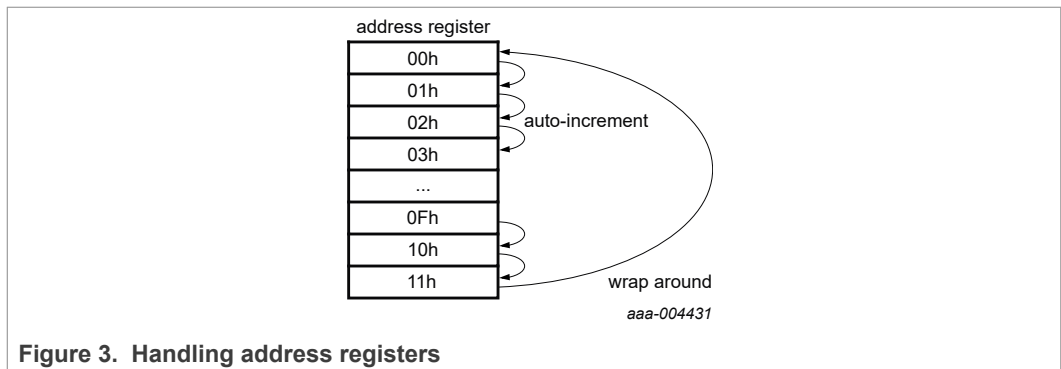 address register
00h
01h
02h
auto-increment
03h
...
0Fh
10h
11h
wrap around
aaa-004431
Figure 3. Handling address registers